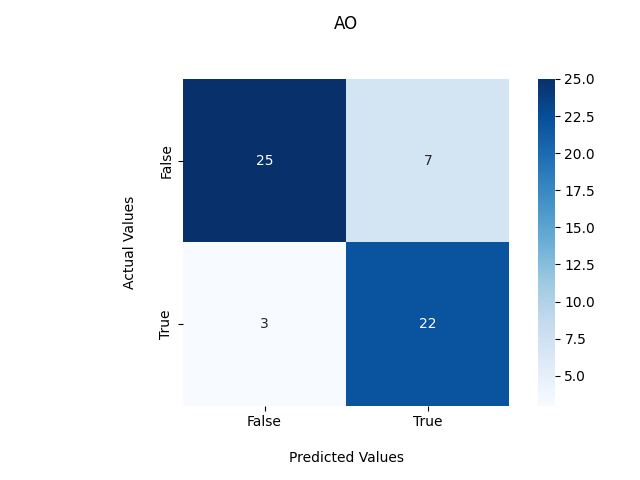 AO
25.0
22.5
20.0
17.5
15.0
12.5
10.0
7.5
5.0
Actual Values
False
True
25 7
3 22
False True
Predicted Values